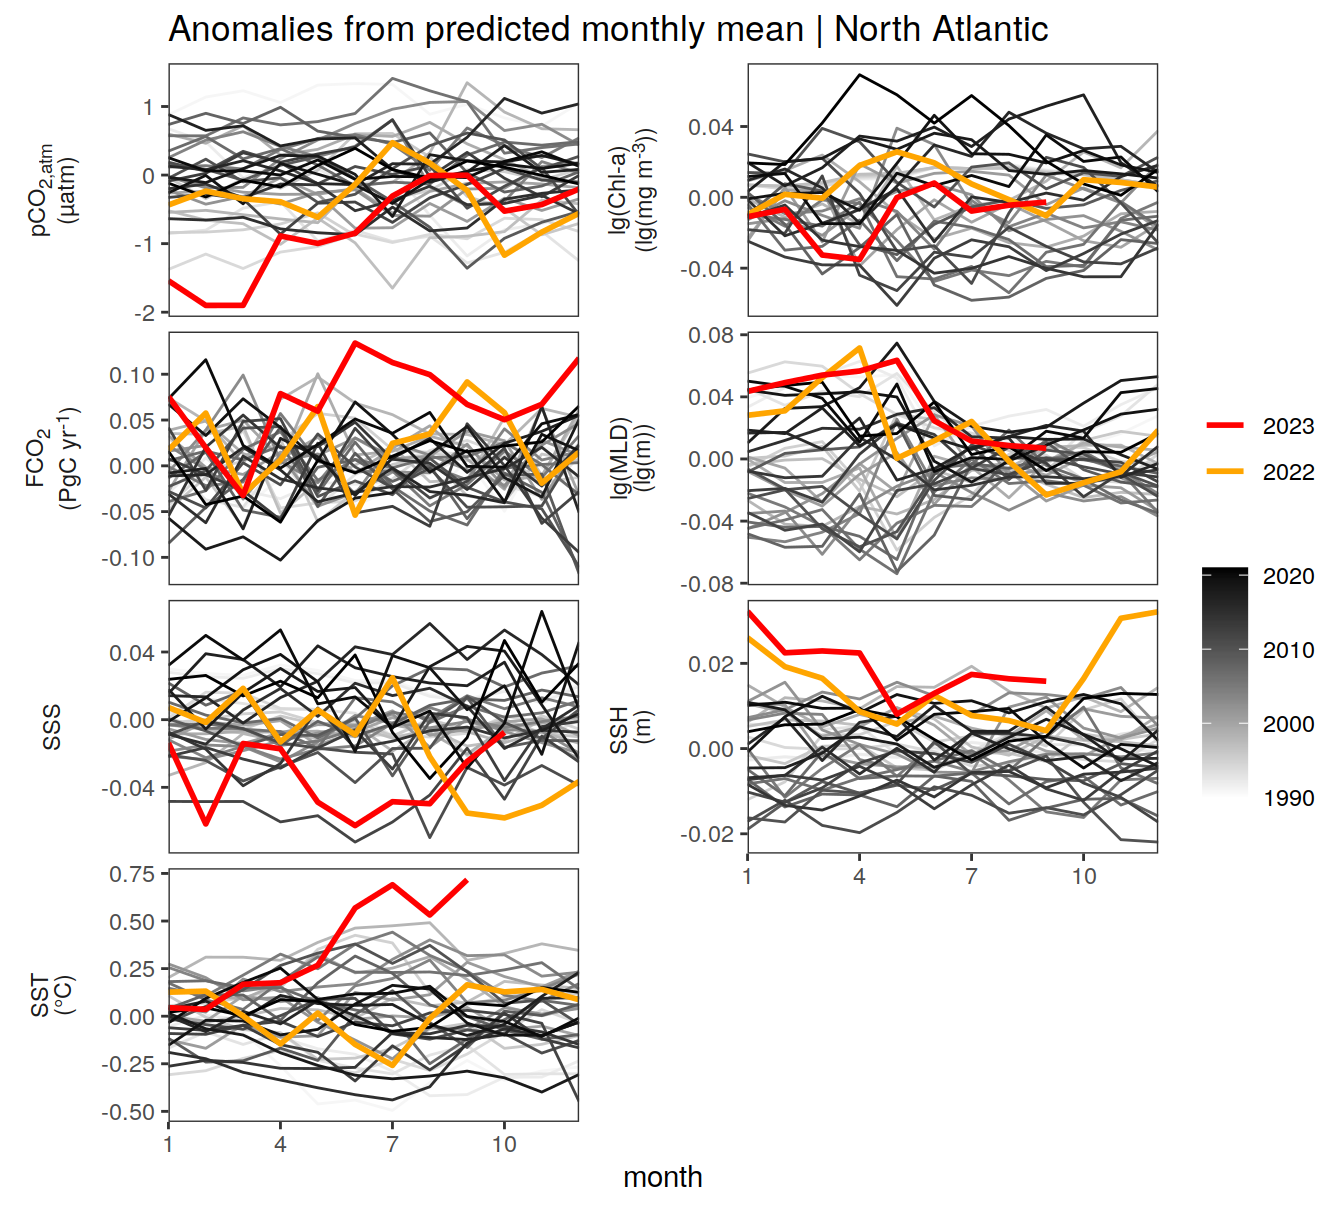 Anomalies from predicted monthly mean | North Atlantic
pCO2,atm
(µatm)
1
0
-1
-2
lg(Chl-a)
(lg(mg m-3))
0.04
0.00
-0.04
FCO2
(PgC yr-1)
0.10
0.05
0.00
-0.05
-0.10
lg(MLD)
(lg(m))
0.08
0.04
0.00
-0.04
-0.08
SSS
0.04
0.00
-0.04
SSH
(m)
0.02
0.00
-0.02
1 4 7 10
SST
(°C)
0.75
0.50
0.25
0.00
-0.25
-0.50
1 4 7 10
month
2023
2022
2020
2010
2000
1990